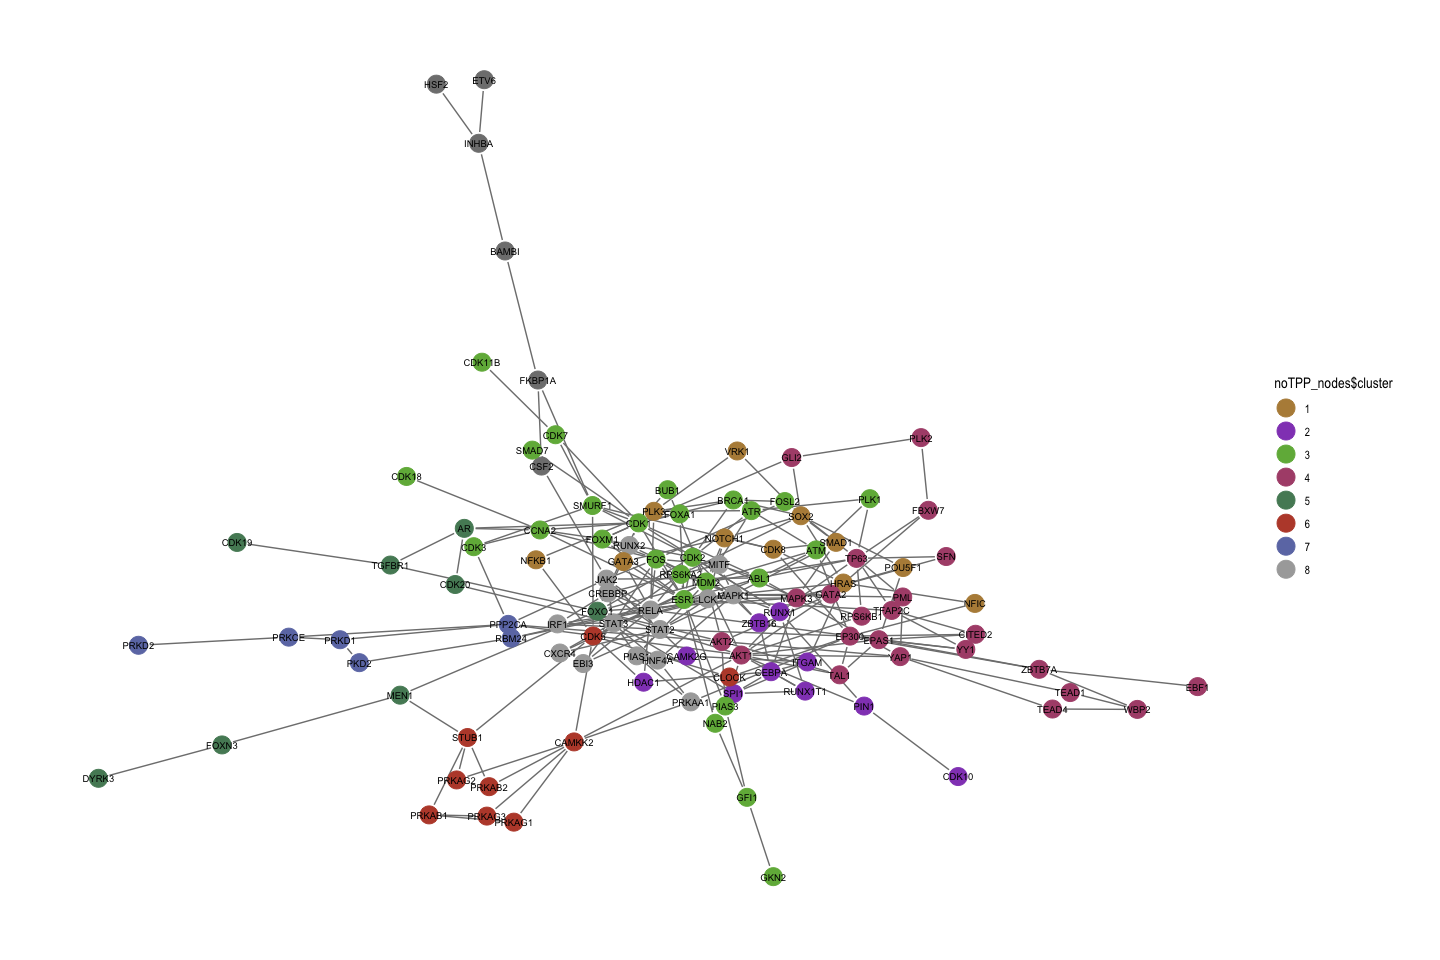 HSF2
ETV6
INHBA
BAMBI
CDK11B
FKBP1A
noTPP_nodes$cluster
1
2
3
4
5
6
7
8
CDK7
SMAD7
CSF2
CDK18
VRK1
GLI2
PLK2
BUB1
SMURF1
PLK3
FOXA1
BRCA1
FOSL2
ATR
PLK1
SOX2
FBXW7
AR
CCNA2
CDK1
CDK3
FOXM1
RUNX2
NOTCH1
CDK8
SMAD1
ATM
CDK19
TGFBR1
NFKB1
GATA3
FOS
CDK2
MITF
TP63
SFN
POU5F1
CDK20
JAK2
RPS6KA2
MDM2
ABL1
HRAS
CREBBP
ESR1
LCK
MAPK1
MAPK3
GATA2
PML
NFIC
FOXO1
RELA
RUNX1
RPS6KB1
TFAP2C
PPP2CA
IRF1
STAT3
STAT2
ZBTB16
PRKD2
PRKCE
PRKD1
RBM24
CDK6
AKT2
EP300
EPAS1
CITED2
YY1
PKD2
CXCR4
EBI3
HNF4A
CAMK2G
AKT1
ITGAM
YAP1
ZBTB7A
HDAC1
CLOCK
CEBPA
TAL1
EBF1
MEN1
PRKAA1
SPI1
RUNX1T1
TEAD1
PIAS3
PIN1
TEAD4
WBP2
NAB2
FOXN3
STUB1
CAMKK2
DYRK3
PRKAG2
PRKAB2
CDK10
GFI1
PRKAB1
PRKAG3
PRKAG1
GKN2